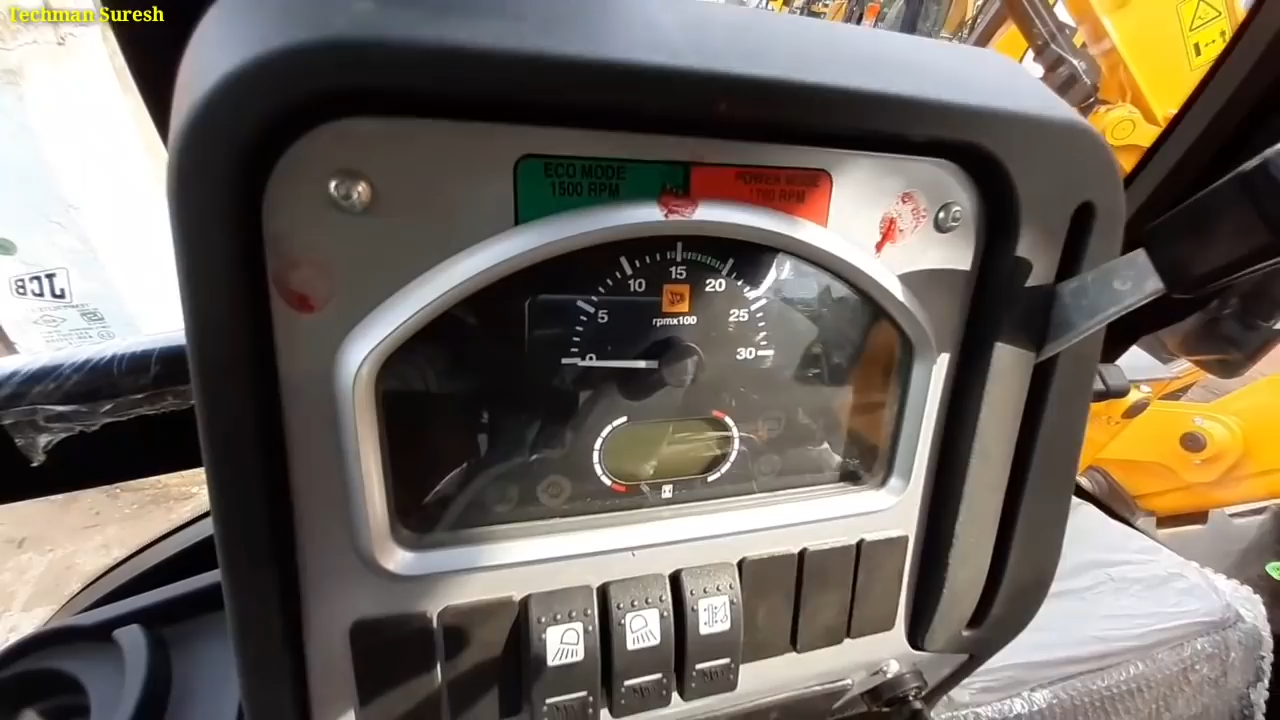 Techman Suresh
ECO MODE
1500 RPM
POWER MODE
1700 RPM
0
5
10
15
20
25
30
JCB
rpmx100
JCB